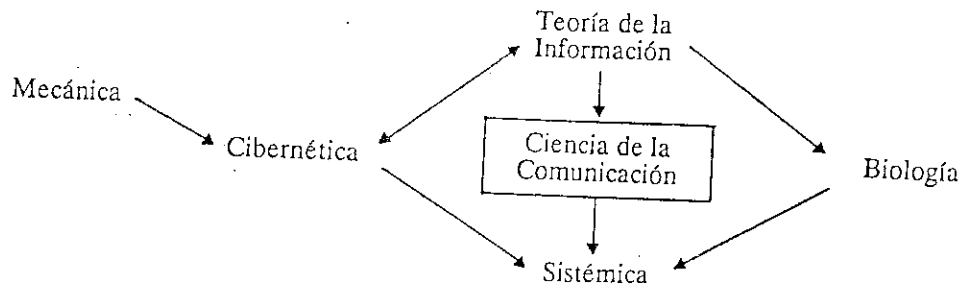 Teoría de la
Información
Mecánica
Cibernética
Ciencia de la
Comunicación
Biología
Sistémica